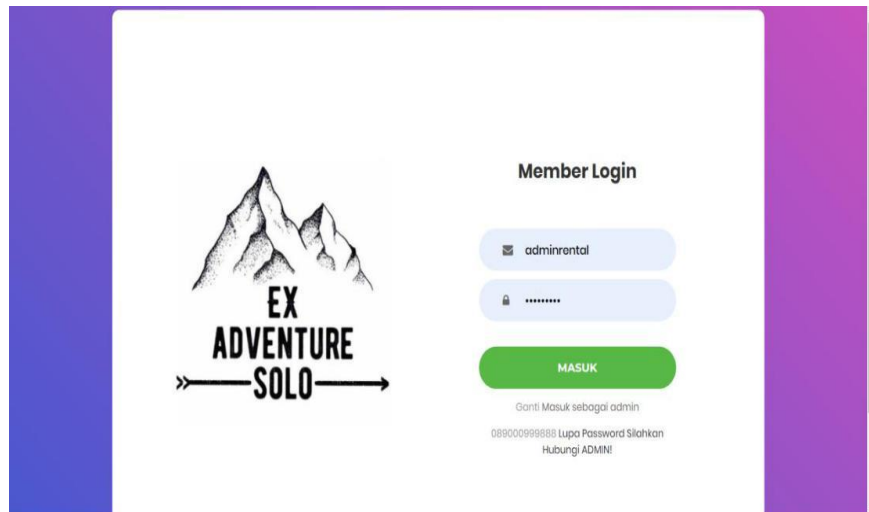 EX
ADVENTURE
SOLO
Member Login
adminrental
•••••••••
MASUK
Ganti Masuk sebagai admin
089000999888 Lupa Password Silahkan
Hubungi ADMIN!